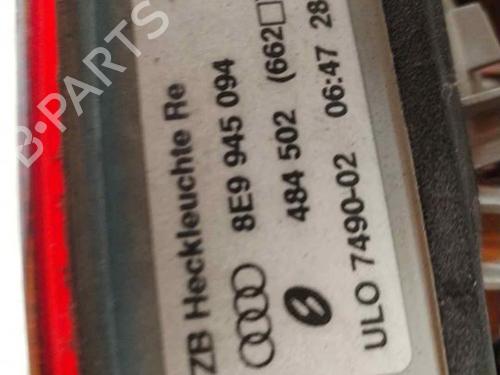 ZB Heckleuchte Re
8E9 945 094
484 502 (662
ULO 7490-02 06:47 28
B-PARTS